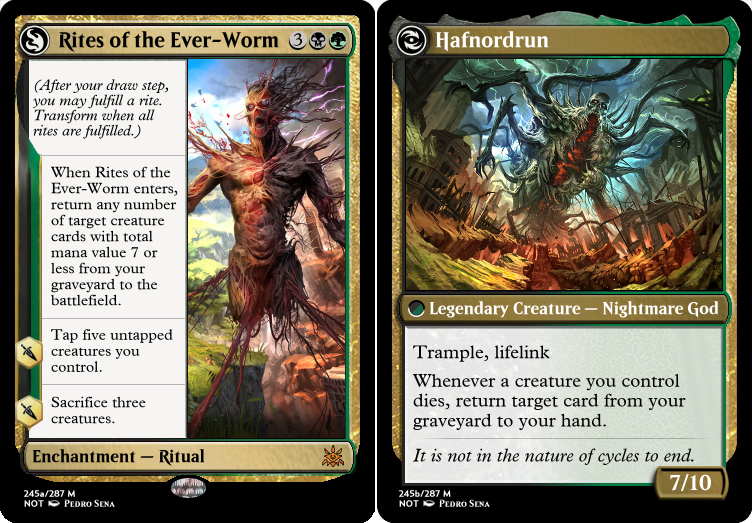 Rites of the Ever-Worm 3
(After your draw step,
you may fulfill a rite.
Transform when all
rites are fulfilled.)
When Rites of the
Ever-Worm enters,
return any number
of target creature
cards with total
mana value 7 or
less from your
graveyard to the
battlefield.
Tap five untapped
creatures you
control.
Sacrifice three
creatures.
Enchantment — Ritual
245a/287 M
NOT Pedro Sena
Hafnordrun
Legendary Creature — Nightmare God
Trample, lifelink
Whenever a creature you control
dies, return target card from your
graveyard to your hand.
It is not in the nature of cycles to end.
7/10
245b/287 M
NOT Pedro Sena